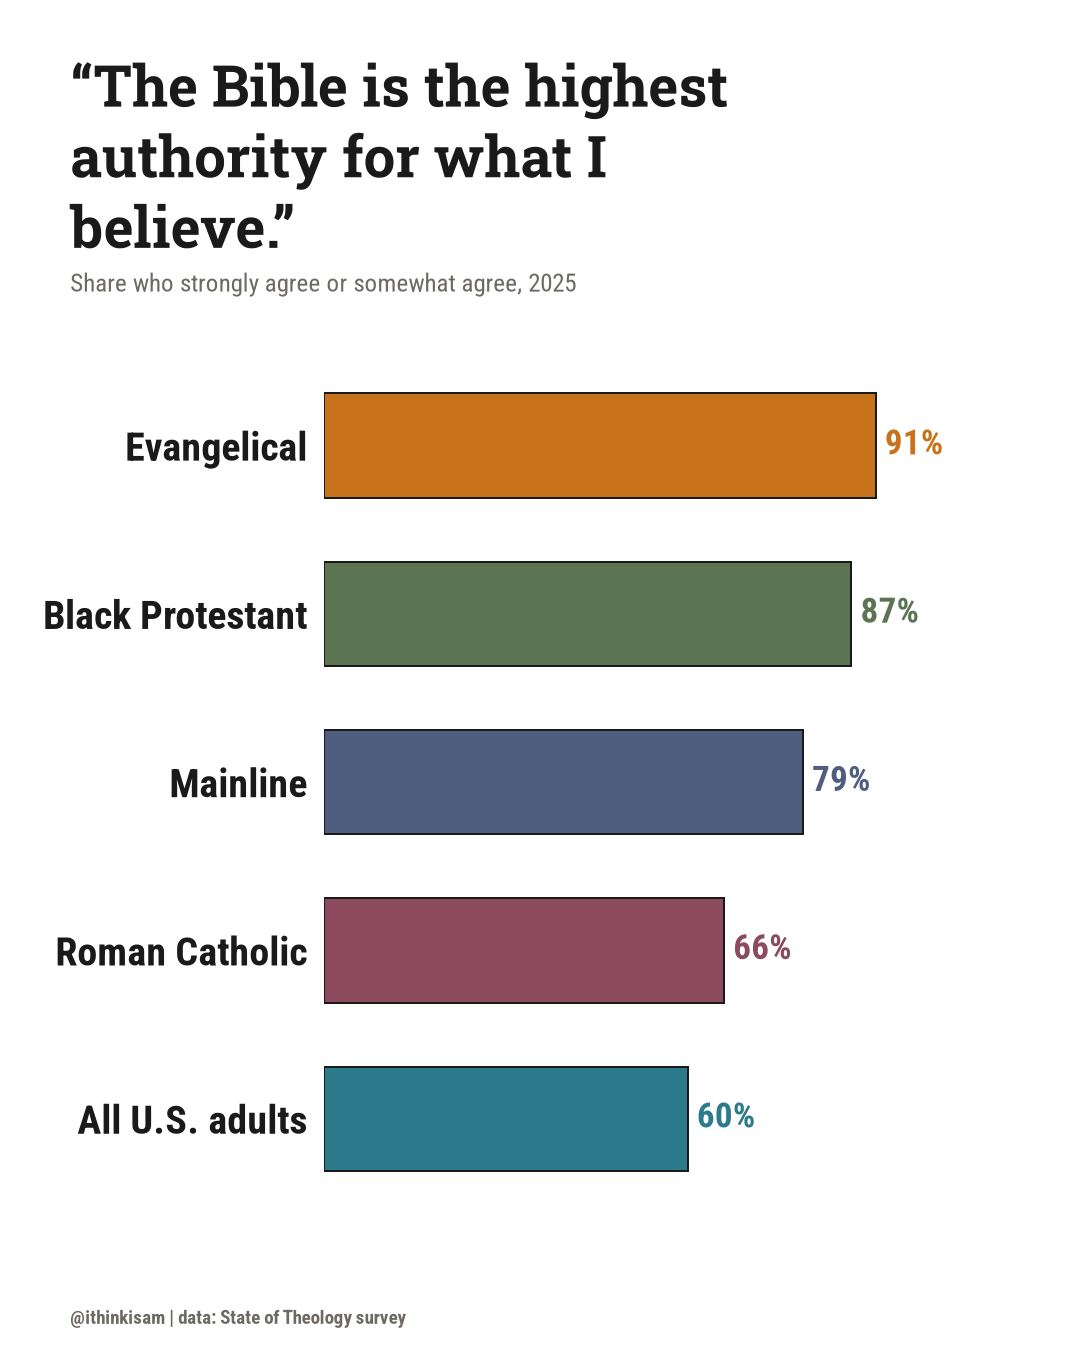 “The Bible is the highest
authority for what I
believe.”
Share who strongly agree or somewhat agree, 2025
Evangelical 91%
Black Protestant 87%
Mainline 79%
Roman Catholic 66%
All U.S. adults 60%
@ithinkisam | data: State of Theology survey